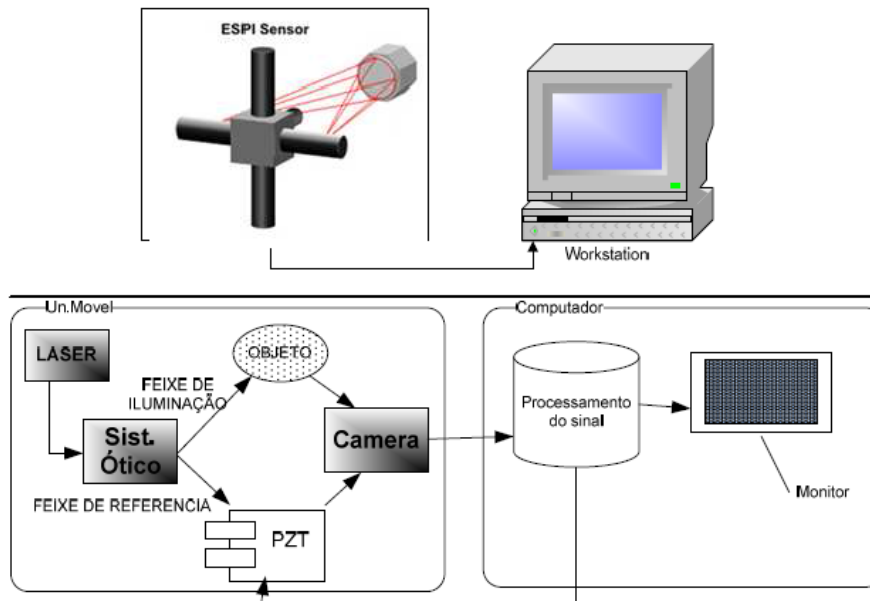 ESPI Sensor
Workstation
Un.Movel
LASER
OBJETO
FEIXE DE
ILUMINAÇÃO
Sist.
Ótico
FEIXE DE REFERENCIA
PZT
Camera
Computador
Processamento
do sinal
Monitor